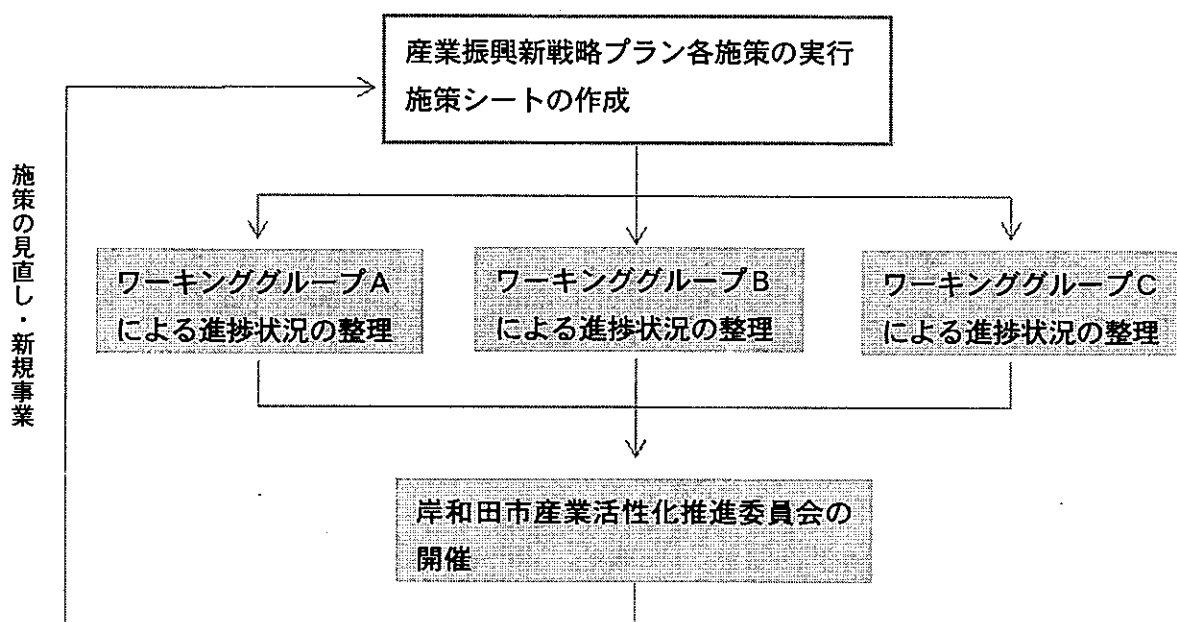 産業振興新戦略プラン各施策の実行
施策シートの作成
施策の見直し・新規事業
ワーキンググループA
による進捗状況の整理
ワーキンググループB
による進捗状況の整理
ワーキンググループC
による進捗状況の整理
岸和田市産業活性化推進委員会の
開催